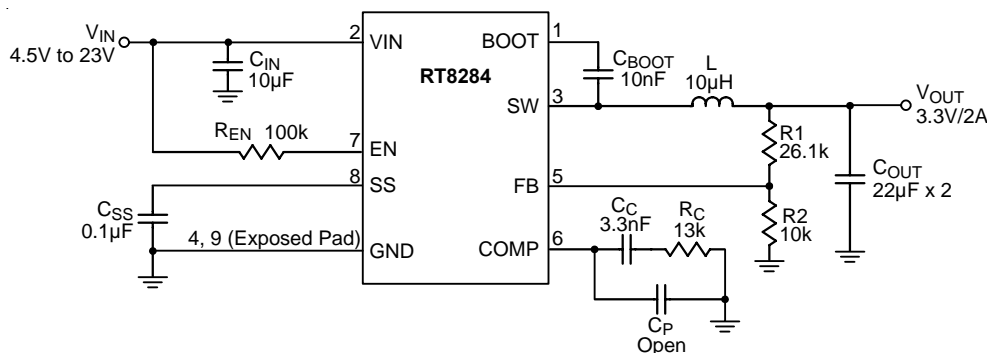 VIN
4.5V to 23V
2
VIN
CIN
10µF
RT8284
BOOT
1
CBOOT
10nF
L
10µH
SW
3
VOUT
3.3V/2A
REN 100k
7
EN
R1
26.1k
8
SS
FB
5
COUT
22µF x 2
CSS
0.1µF
R2
10k
4, 9 (Exposed Pad)
GND
COMP
6
CC
3.3nF
RC
13k
CP
Open